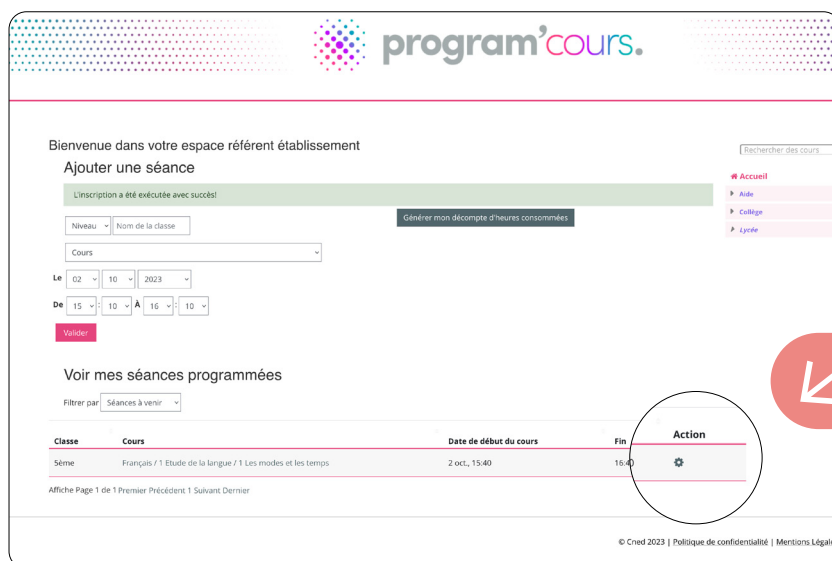 program'cours.
Bienvenue dans votre espace référent établissement
Rechercher des cours
Ajouter une séance
Accueil
L'inscription a été exécutée avec succès!
Aide
Collège
Lycée
Niveau Nom de la classe
Générer mon décompte d'heures consommées
Cours
Le 02 10 2023
De 15 : 10 À 16 : 10
Valider
Voir mes séances programmées
Filtrer par Séances à venir
Classe Cours Date de début du cours Fin Action
5ème Français / 1 Etude de la langue / 1 Les modes et les temps 2 oct., 15:40 16:40
Affiche Page 1 de 1 Premier Précédent 1 Suivant Dernier
© Cned 2023 | Politique de confidentialité | Mentions Légale